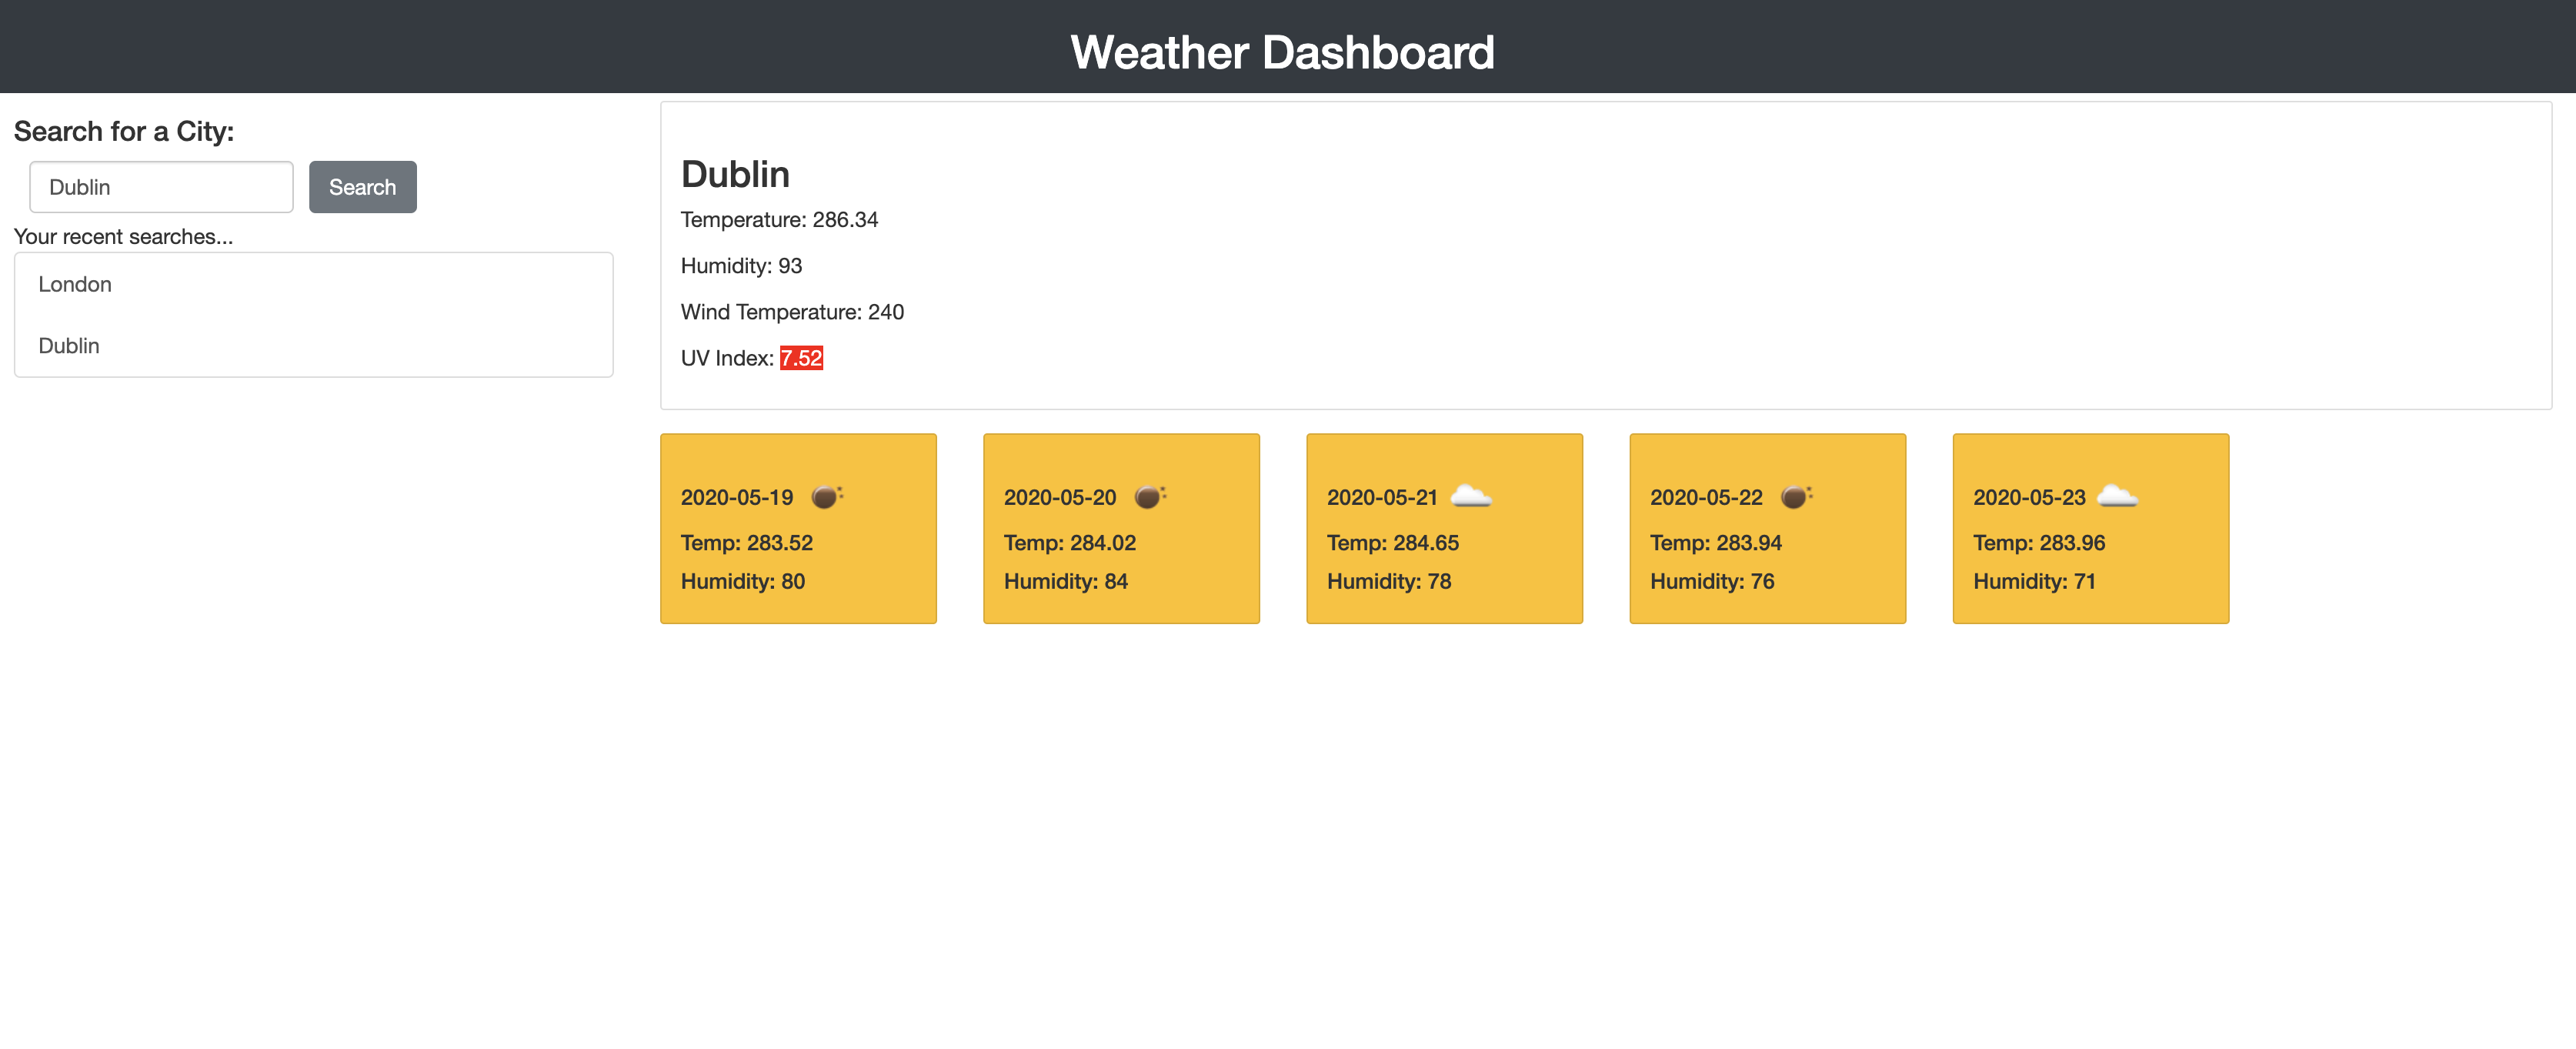 Weather Dashboard
Search for a City:
Dublin
Search
Your recent searches...
London
Dublin
Dublin
Temperature: 286.34
Humidity: 93
Wind Temperature: 240
UV Index: 7.52
2020-05-19
Temp: 283.52
Humidity: 80
2020-05-20
Temp: 284.02
Humidity: 84
2020-05-21
Temp: 284.65
Humidity: 78
2020-05-22
Temp: 283.94
Humidity: 76
2020-05-23
Temp: 283.96
Humidity: 71